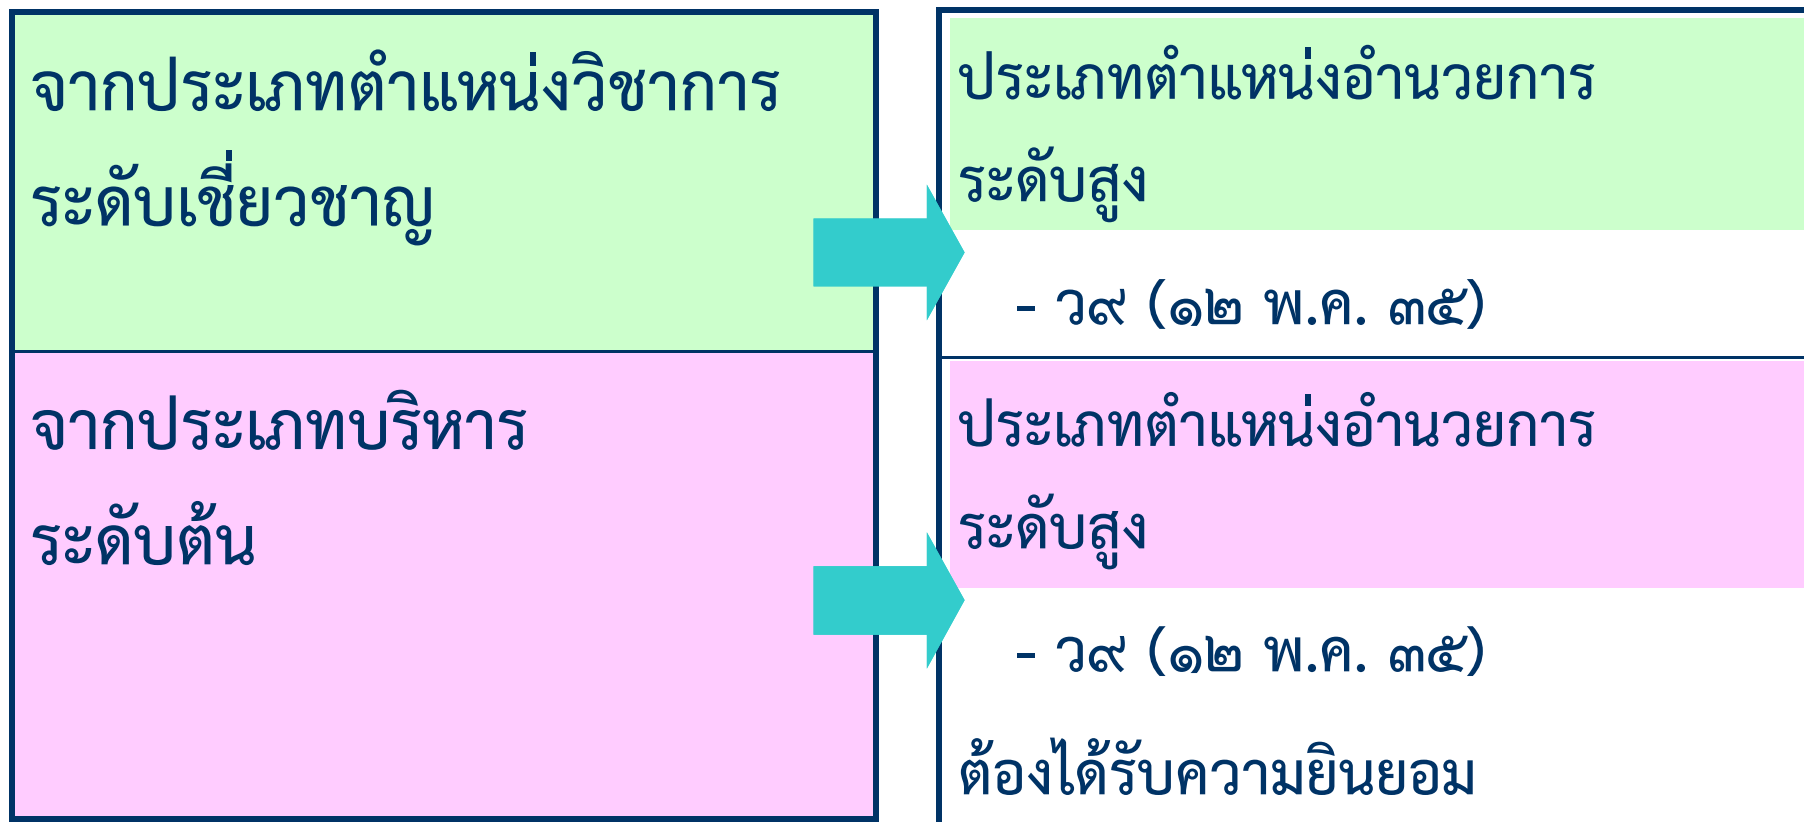 จากประเภทตำแหน่งวิชาการ
ระดับเชี่ยวชาญ
ประเภทตำแหน่งอำนวยการ
ระดับสูง
- ว๙ (๑๒ พ.ค. ๓๕)
จากประเภทบริหาร
ระดับต้น
ประเภทตำแหน่งอำนวยการ
ระดับสูง
- ว๙ (๑๒ พ.ค. ๓๕)
ต้องได้รับความยินยอม